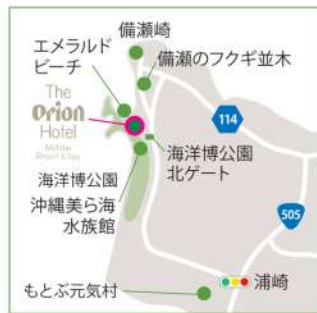 備瀬崎
エメラルド
ビーチ
備瀬のフクギ並木
The
Orion
Hotel
Motobu
Resort & Spa
114
海洋博公園
北ゲート
海洋博公園
沖縄美ら海
水族館
505
浦崎
もとぶ元気村